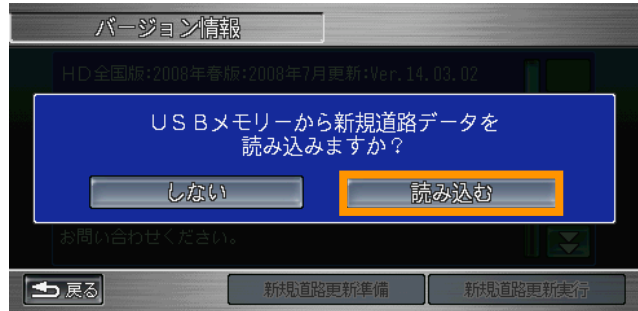 バージョン情報
HD全国版:2008年春版:2008年7月更新:Ver.14.03.02
USBメモリーから新規道路データを
読み込みますか?
しない
読み込む
お問い合わせください。
戻る
新規道路更新準備
新規道路更新実行